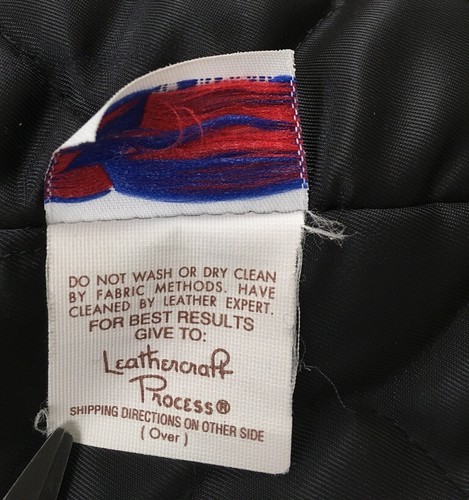 DO NOT WASH OR DRY CLEAN
BY FABRIC METHODS. HAVE
CLEANED BY LEATHER EXPERT.
FOR BEST RESULTS
GIVE TO:
Leathercraft
Process®
SHIPPING DIRECTIONS ON OTHER SIDE
(Over)